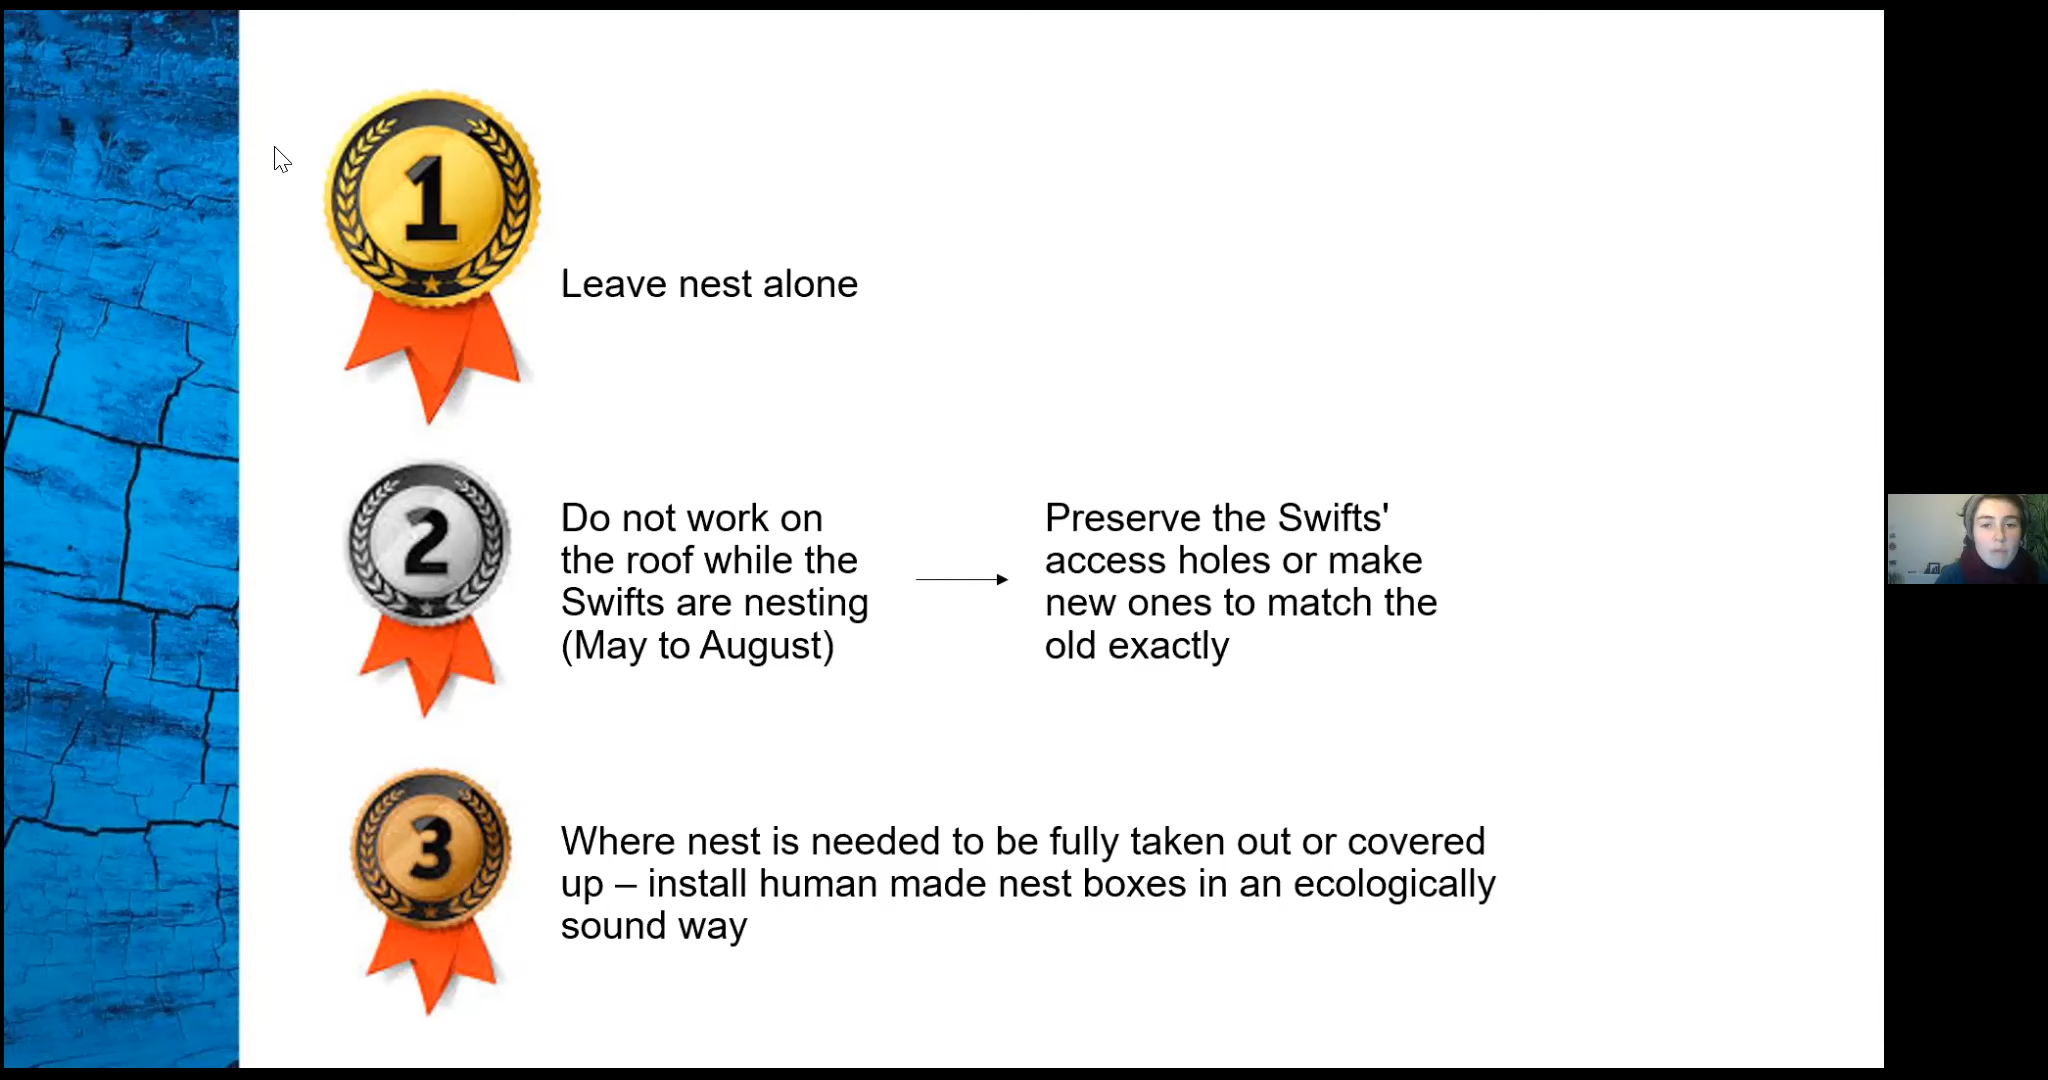 1
Leave nest alone
2
Do not work on
the roof while the
Swifts are nesting
(May to August)
Preserve the Swifts'
access holes or make
new ones to match the
old exactly
3
Where nest is needed to be fully taken out or covered
up – install human made nest boxes in an ecologically
sound way